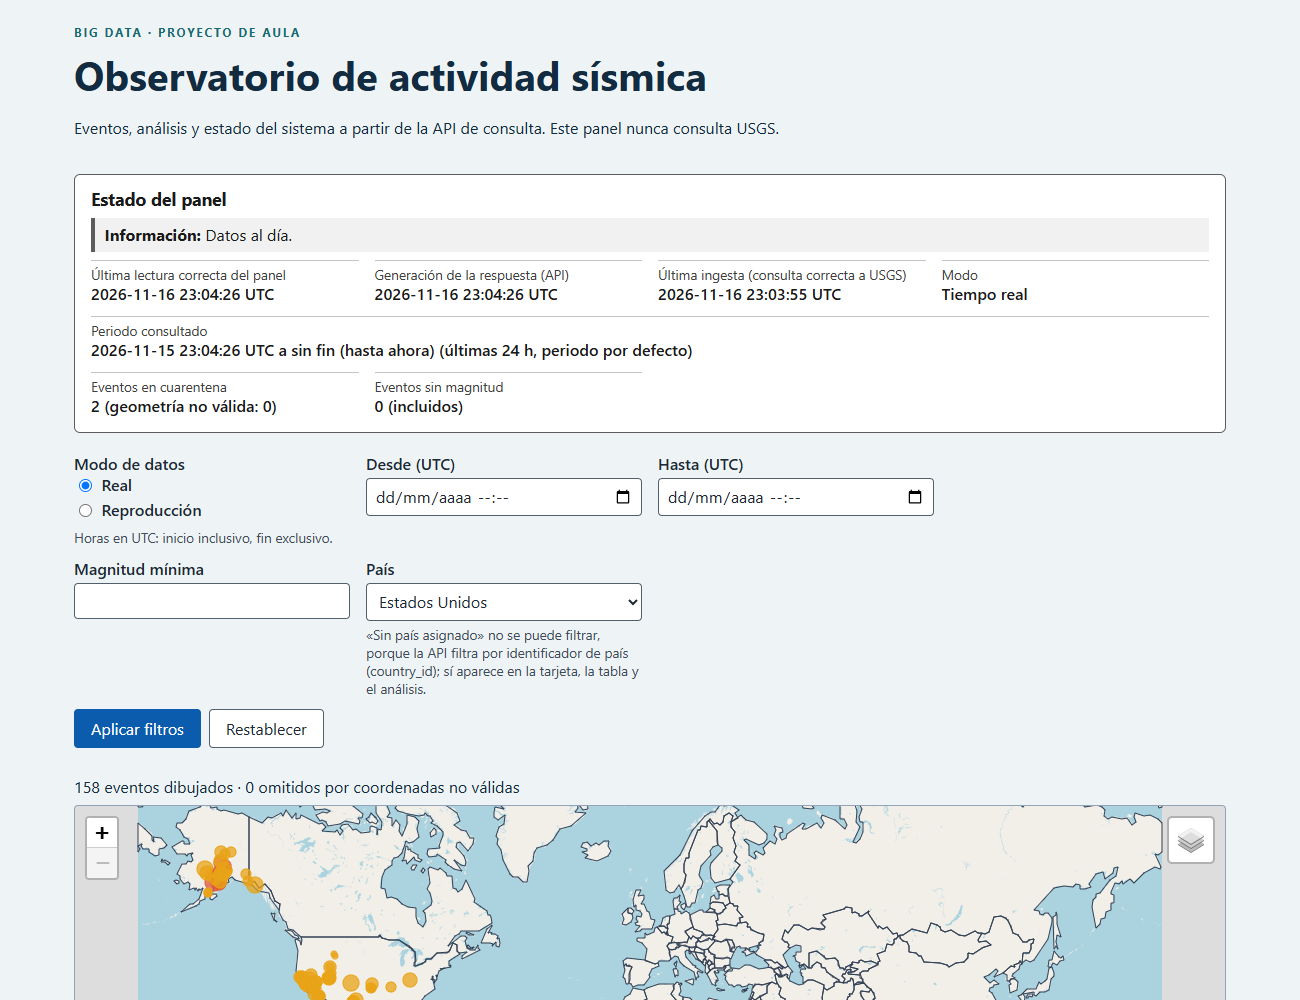 BIG DATA · PROYECTO DE AULA
Observatorio de actividad sísmica
Eventos, análisis y estado del sistema a partir de la API de consulta. Este panel nunca consulta USGS.
Estado del panel
Información: Datos al día.
Última lectura correcta del panel
2026-11-16 23:04:26 UTC
Generación de la respuesta (API)
2026-11-16 23:04:26 UTC
Última ingesta (consulta correcta a USGS)
2026-11-16 23:03:55 UTC
Modo
Tiempo real
Periodo consultado
2026-11-15 23:04:26 UTC a sin fin (hasta ahora) (últimas 24 h, periodo por defecto)
Eventos en cuarentena
2 (geometría no válida: 0)
Eventos sin magnitud
0 (incluidos)
Modo de datos
Real
Reproducción
Horas en UTC: inicio inclusivo, fin exclusivo.
Desde (UTC)
dd/mm/aaaa --:--
Hasta (UTC)
dd/mm/aaaa --:--
Magnitud mínima
País
Estados Unidos
«Sin país asignado» no se puede filtrar,
porque la API filtra por identificador de país
(country_id); sí aparece en la tarjeta, la tabla y
el análisis.
Aplicar filtros
Restablecer
158 eventos dibujados · 0 omitidos por coordenadas no válidas
+
−